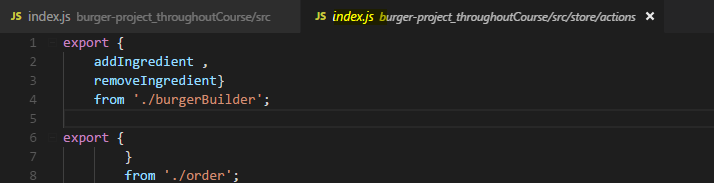 JS index.js burger-project_throughoutCourse/src JS index.js burger-project_throughoutCourse/src/store/actions ×
1 export {
2 addIngredient ,
3 removeIngredient}
4 from './burgerBuilder';
5
6 export {
7 }
8 from './order';